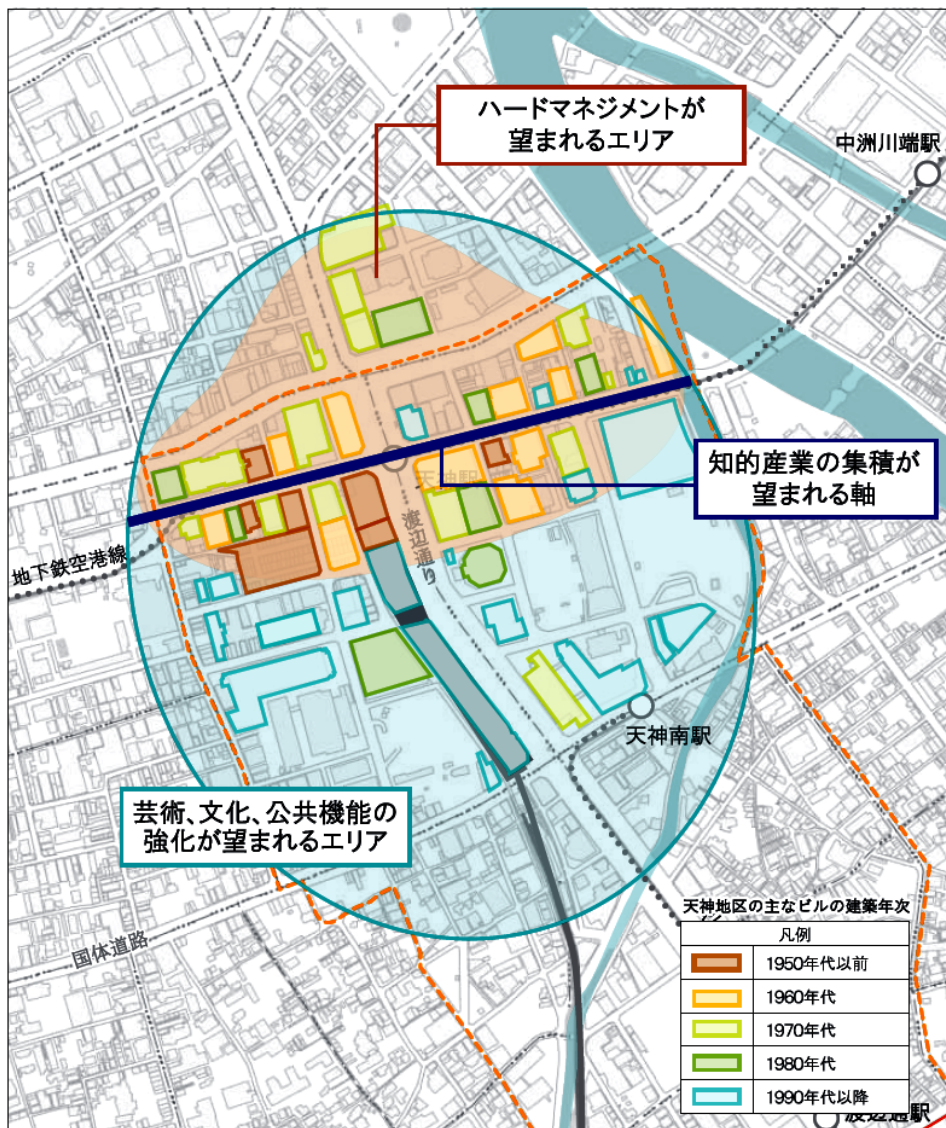 ハードマネジメントが
望まれるエリア
中洲川端駅
天神駅
知的産業の集積が
望まれる軸
渡辺通り
地下鉄空港線
天神南駅
芸術、文化、公共機能の
強化が望まれるエリア
国体道路
天神地区の主なビルの建築年次
凡例
1950年代以前
1960年代
1970年代
1980年代
1990年代以降
渡辺通駅